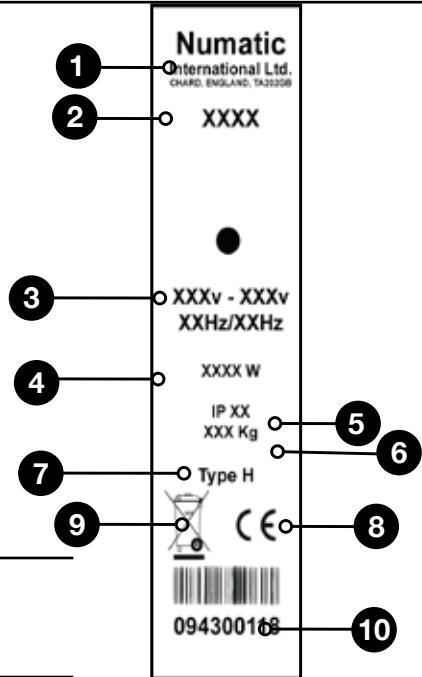 Numatic
International Ltd.
CHARD, ENGLAND, TA202GB
1
2
XXXX
3
XXXv - XXXv
XXHz/XXHz
4
XXXX W
IP XX
5
XXX Kg
6
7
Type H
9
CE
8
094300118
10